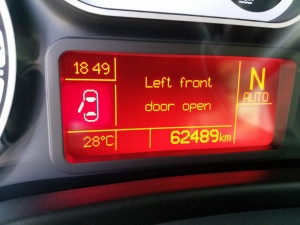 18 49
Left front
door open
N
AUTO
28°C
62489km